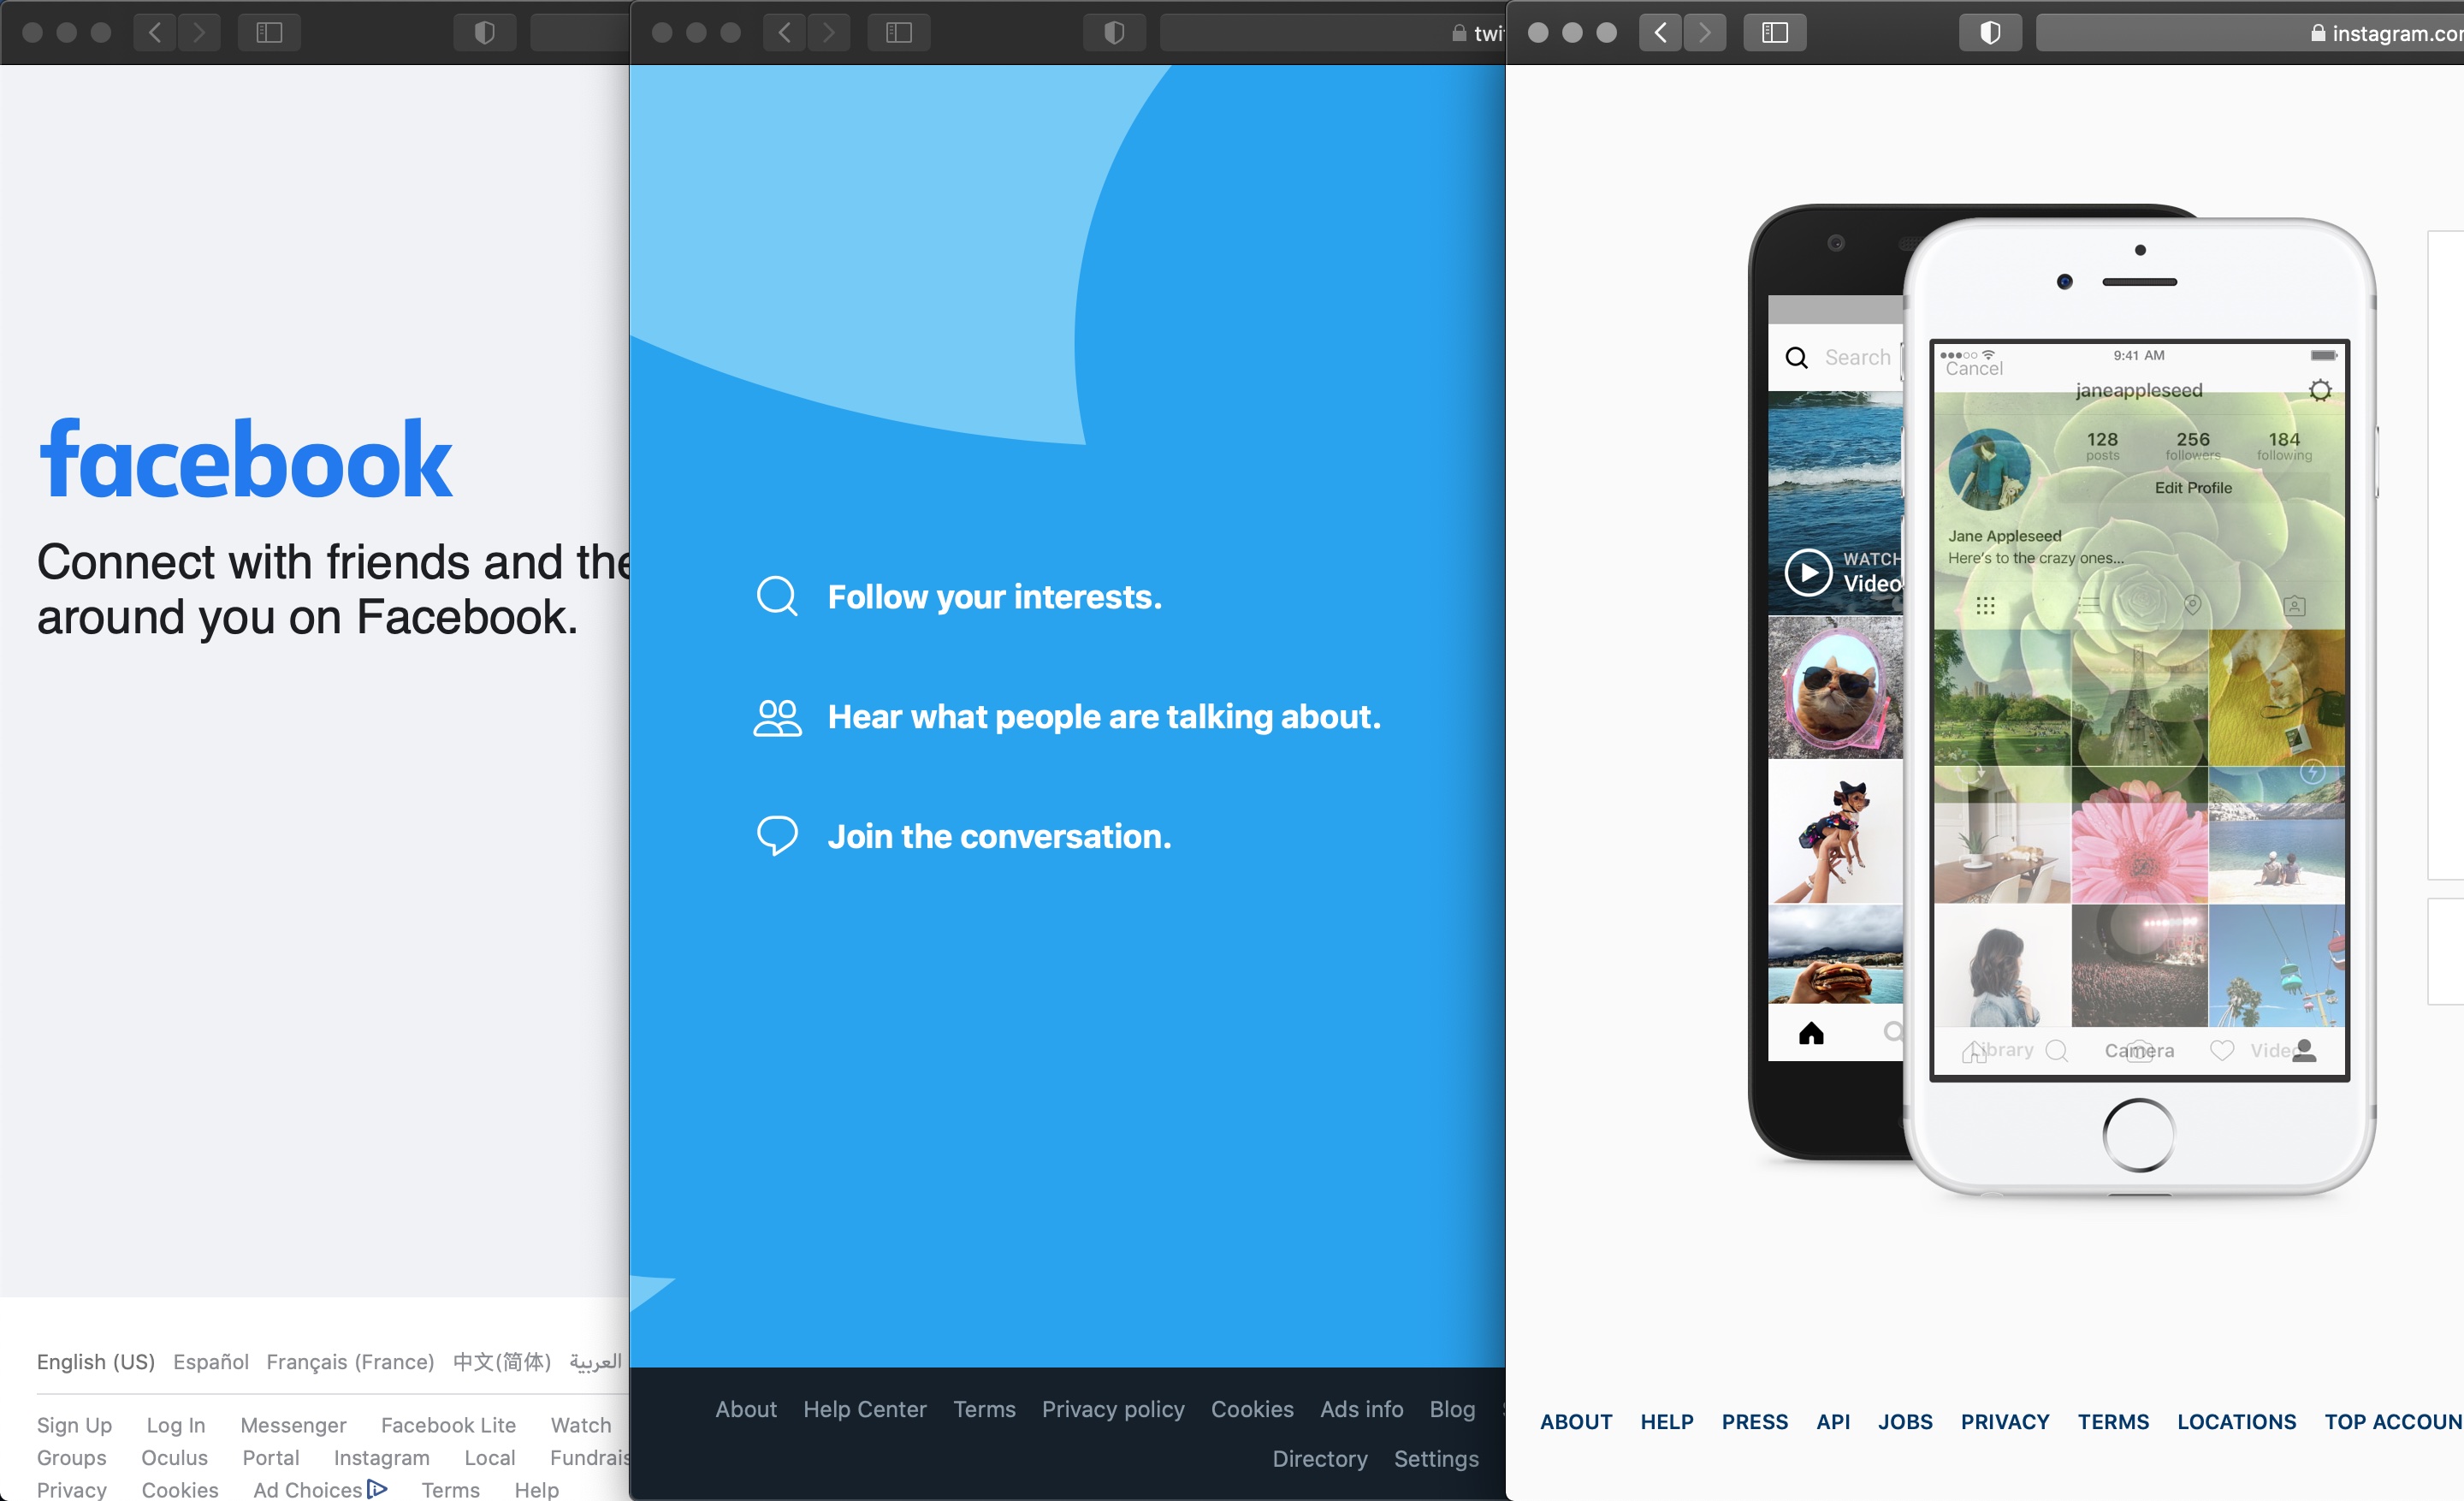 facebook
Connect with friends and the
around you on Facebook.
English (US) Español Français (France) 中文(简体) العربية
Sign Up Log In Messenger Facebook Lite Watch
Groups Oculus Portal Instagram Local Fundrais
Privacy Cookies Ad Choices Terms Help
twi
Follow your interests.
Hear what people are talking about.
Join the conversation.
About Help Center Terms Privacy policy Cookies Ads info Blog
Directory Settings
instagram.com
Search
WATCH
Video
9:41 AM
Cancel
janeappleseed
128 256 184
posts followers following
Edit Profile
Jane Appleseed
Here's to the crazy ones...
Library Camera Video
ABOUT HELP PRESS API JOBS PRIVACY TERMS LOCATIONS TOP ACCOUN